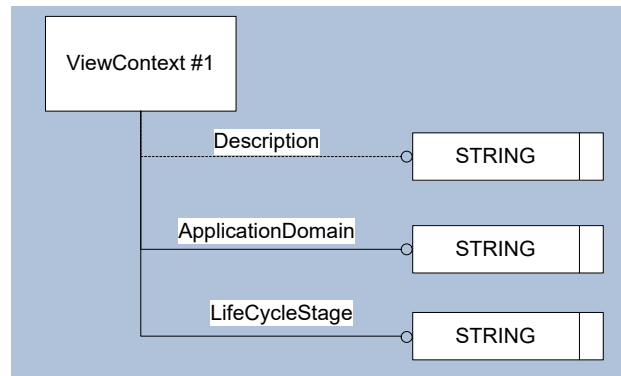 ViewContext #1
Description
STRING
ApplicationDomain
STRING
LifeCycleStage
STRING